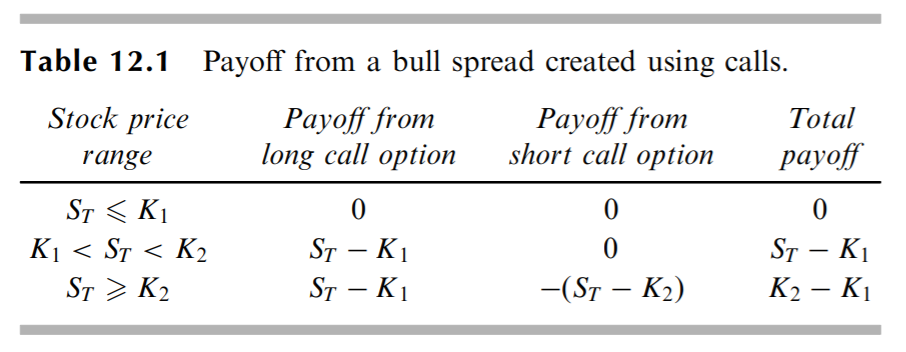 Table 12.1 Payoff from a bull spread created using calls.
Stock price Payoff from Payoff from Total
range long call option short call option payoff
S_T ⩽ K_1 0 0 0
K_1 < S_T < K_2 S_T − K_1 0 S_T − K_1
S_T ⩾ K_2 S_T − K_1 −(S_T − K_2) K_2 − K_1